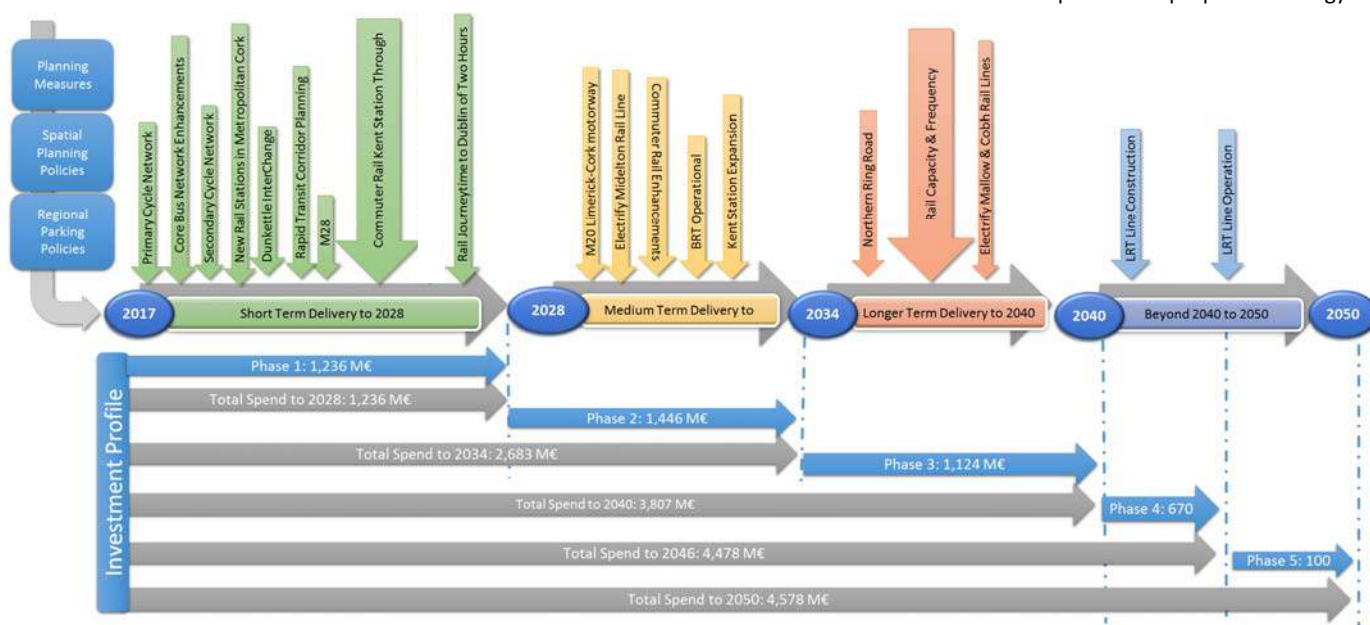 Planning
Measures
Spatial
Planning
Policies
Regional
Parking
Policies
Primary Cycle Network
Core Bus Network Enhancements
Secondary Cycle Network
New Rail Stations in Metropolitan Cork
Dunkettle InterChange
Rapid Transit Corridor Planning
M28
Commuter Rail Kent Station Through
Rail Journeytime to Dublin of Two Hours
M20 Limerick-Cork motorway
Electrify Midelton Rail Line
Commuter Rail Enhancements
BRT Operational
Kent Station Expansion
Northern Ring Road
Rail Capacity & Frequency
Electrify Mallow & Cobh Rail Lines
LRT Line Construction
LRT Line Operation
2017
Short Term Delivery to 2028
2028
Medium Term Delivery to
2034
Longer Term Delivery to 2040
2040
Beyond 2040 to 2050
2050
Investment Profile
Phase 1: 1,236 M€
Total Spend to 2028: 1,236 M€
Phase 2: 1,446 M€
Total Spend to 2034: 2,683 M€
Phase 3: 1,124 M€
Total Spend to 2040: 3,807 M€
Phase 4: 670
Total Spend to 2046: 4,478 M€
Phase 5: 100
Total Spend to 2050: 4,578 M€